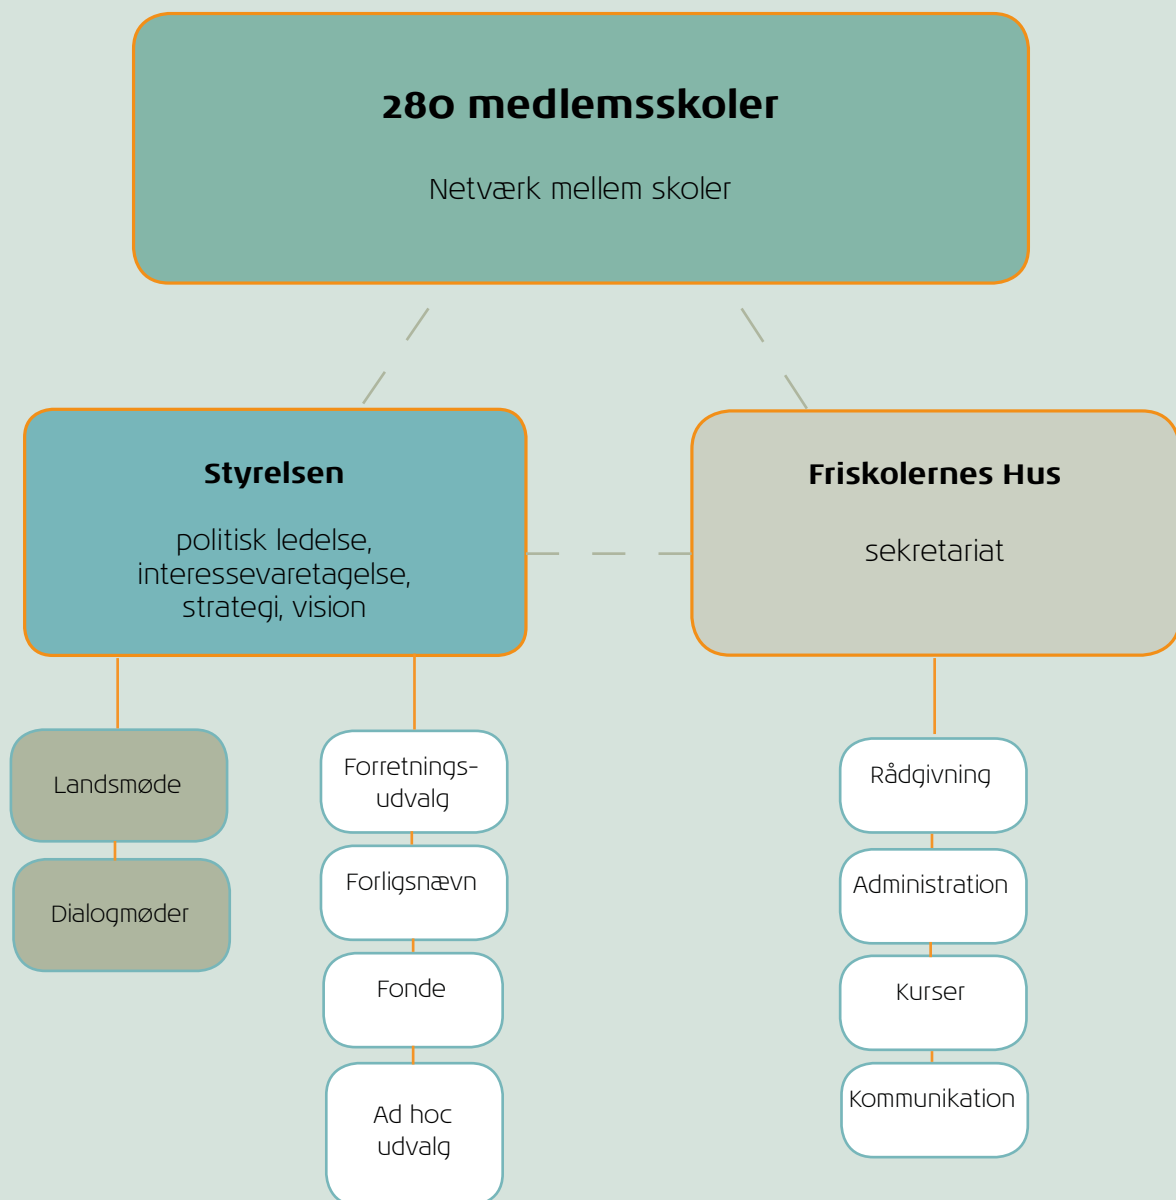 280 medlemsskoler
Netværk mellem skoler
Styrelsen
politisk ledelse,
interessevaretagelse,
strategi, vision
Friskolernes Hus
sekretariat
Landsmøde
Dialogmøder
Forretnings-
udvalg
Forligsnævn
Fonde
Ad hoc
udvalg
Rådgivning
Administration
Kurser
Kommunikation